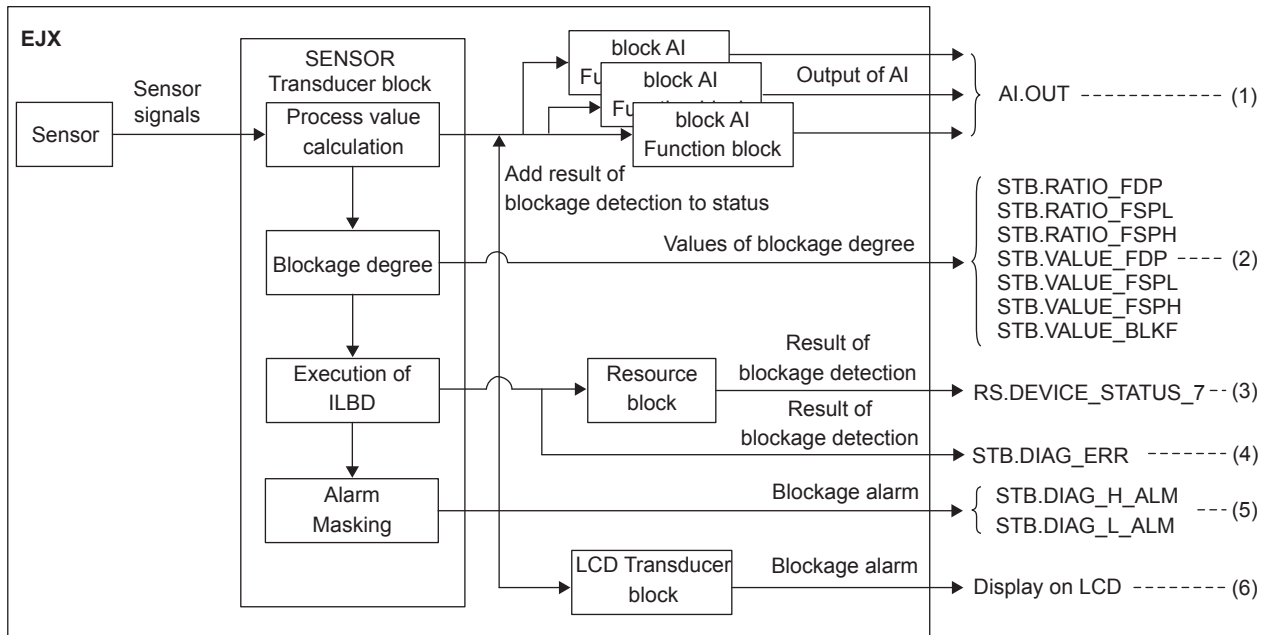 EJX
SENSOR
Transducer block
Sensor
signals
Sensor
Process value
calculation
block AI
block AI
block AI
Function block
Output of AI
AI.OUT
(1)
Add result of
blockage detection to status
Blockage degree
Values of blockage degree
STB.RATIO_FDP
STB.RATIO_FSPL
STB.RATIO_FSPH
STB.VALUE_FDP
STB.VALUE_FSPL
STB.VALUE_FSPH
STB.VALUE_BLKF
(2)
Execution of
ILBD
Resource
block
Result of
blockage detection
RS.DEVICE_STATUS_7
(3)
Result of
blockage detection
STB.DIAG_ERR
(4)
Alarm
Masking
Blockage alarm
STB.DIAG_H_ALM
STB.DIAG_L_ALM
(5)
LCD Transducer
block
Blockage alarm
Display on LCD
(6)